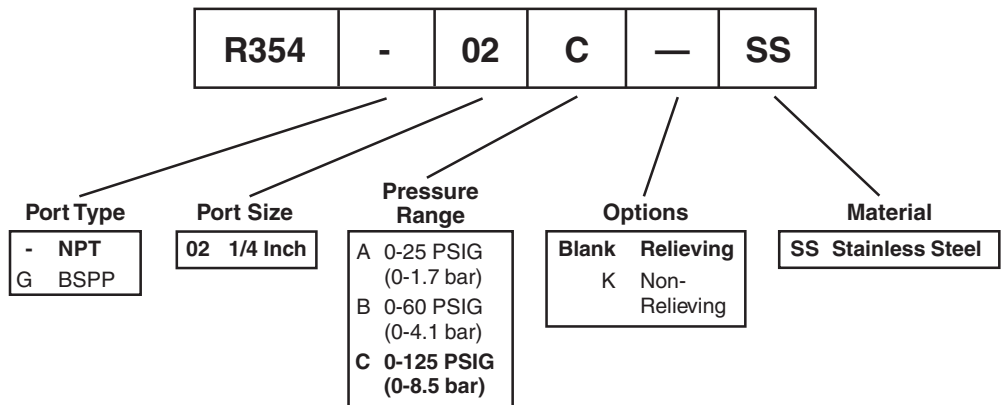 R354 - 02 C — SS
Port Type
- NPT
G BSPP
Port Size
02 1/4 Inch
Pressure
Range
A 0-25 PSIG
(0-1.7 bar)
B 0-60 PSIG
(0-4.1 bar)
C 0-125 PSIG
(0-8.5 bar)
Options
Blank Relieving
K Non-
Relieving
Material
SS Stainless Steel